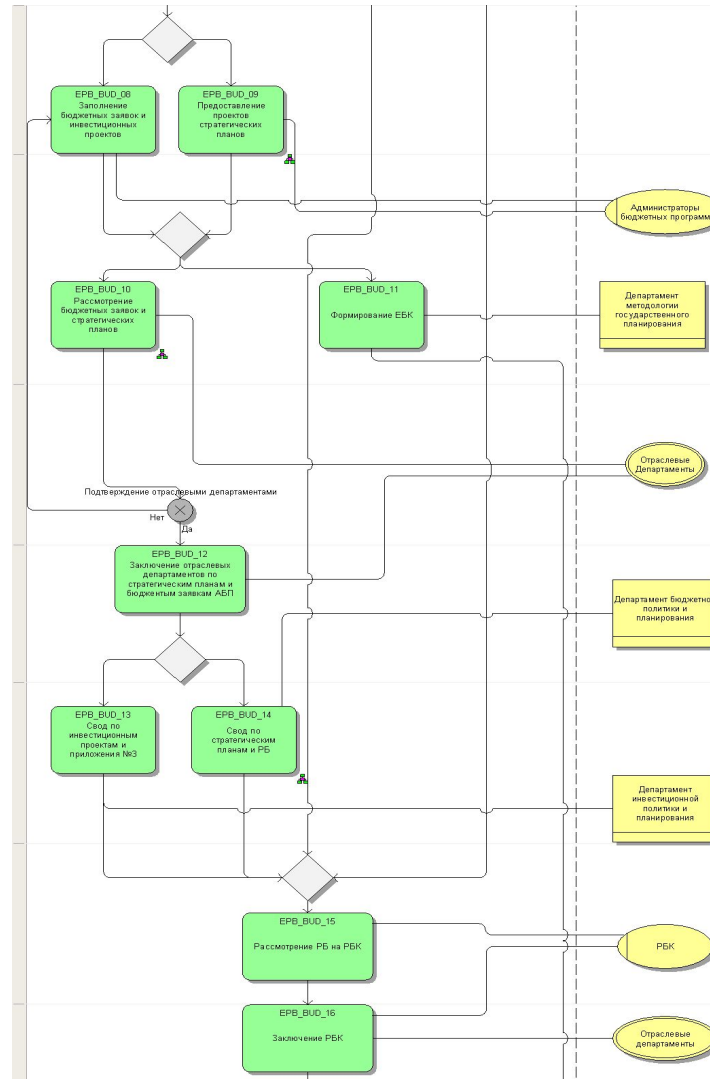 EPB_BUD_08
Заполнение
бюджетных заявок и
инвестиционных
проектов
EPB_BUD_09
Предоставление
проектов
стратегических
планов
Администраторы
бюджетных программ
EPB_BUD_10
Рассмотрение
бюджетных заявок и
стратегических
планов
EPB_BUD_11
Формирование ЕБК
Департамент
методологии
государственного
планирования
Отраслевые
Департаменты
Подтверждение отраслевыми департаментами
Нет
Да
EPB_BUD_12
Заключение отраслевых
департаментов по
стратегическим планам и
бюджентым заявкам АБП
Департамент бюджетно
политики и
планирования
EPB_BUD_13
Свод по
инвестиционным
проектам и
приложения №3
EPB_BUD_14
Свод по
стратегическим
планам и РБ
Департамент
инвестиционной
политики и
планирования
EPB_BUD_15
Рассмотрение РБ на РБК
РБК
EPB_BUD_16
Заключение РБК
Отраслевые
департаменты